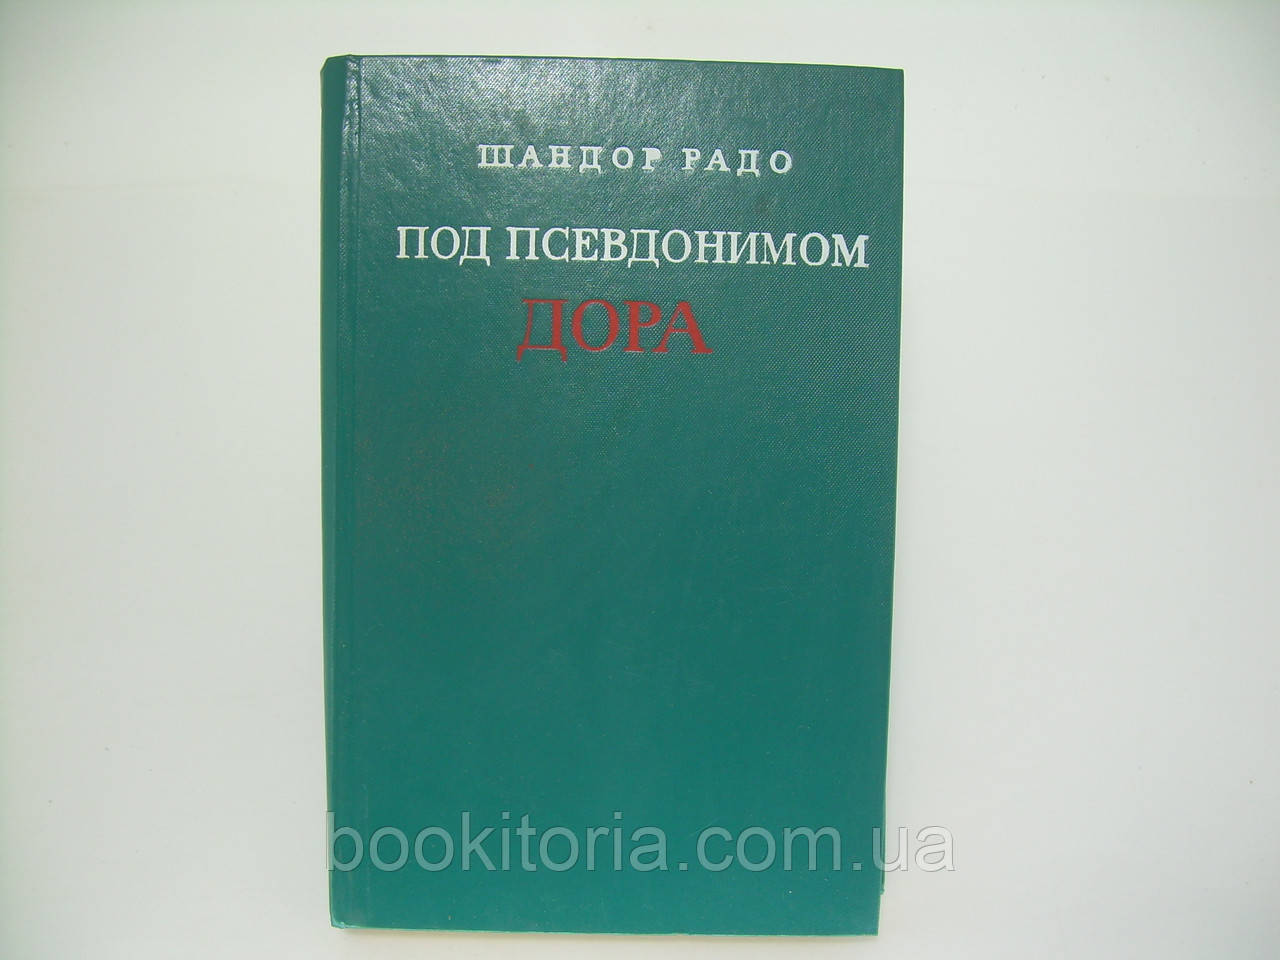 ШАНДОР РАДО
ПОД ПСЕВДОНИМОМ
ДОРА
bookitoria.com.ua